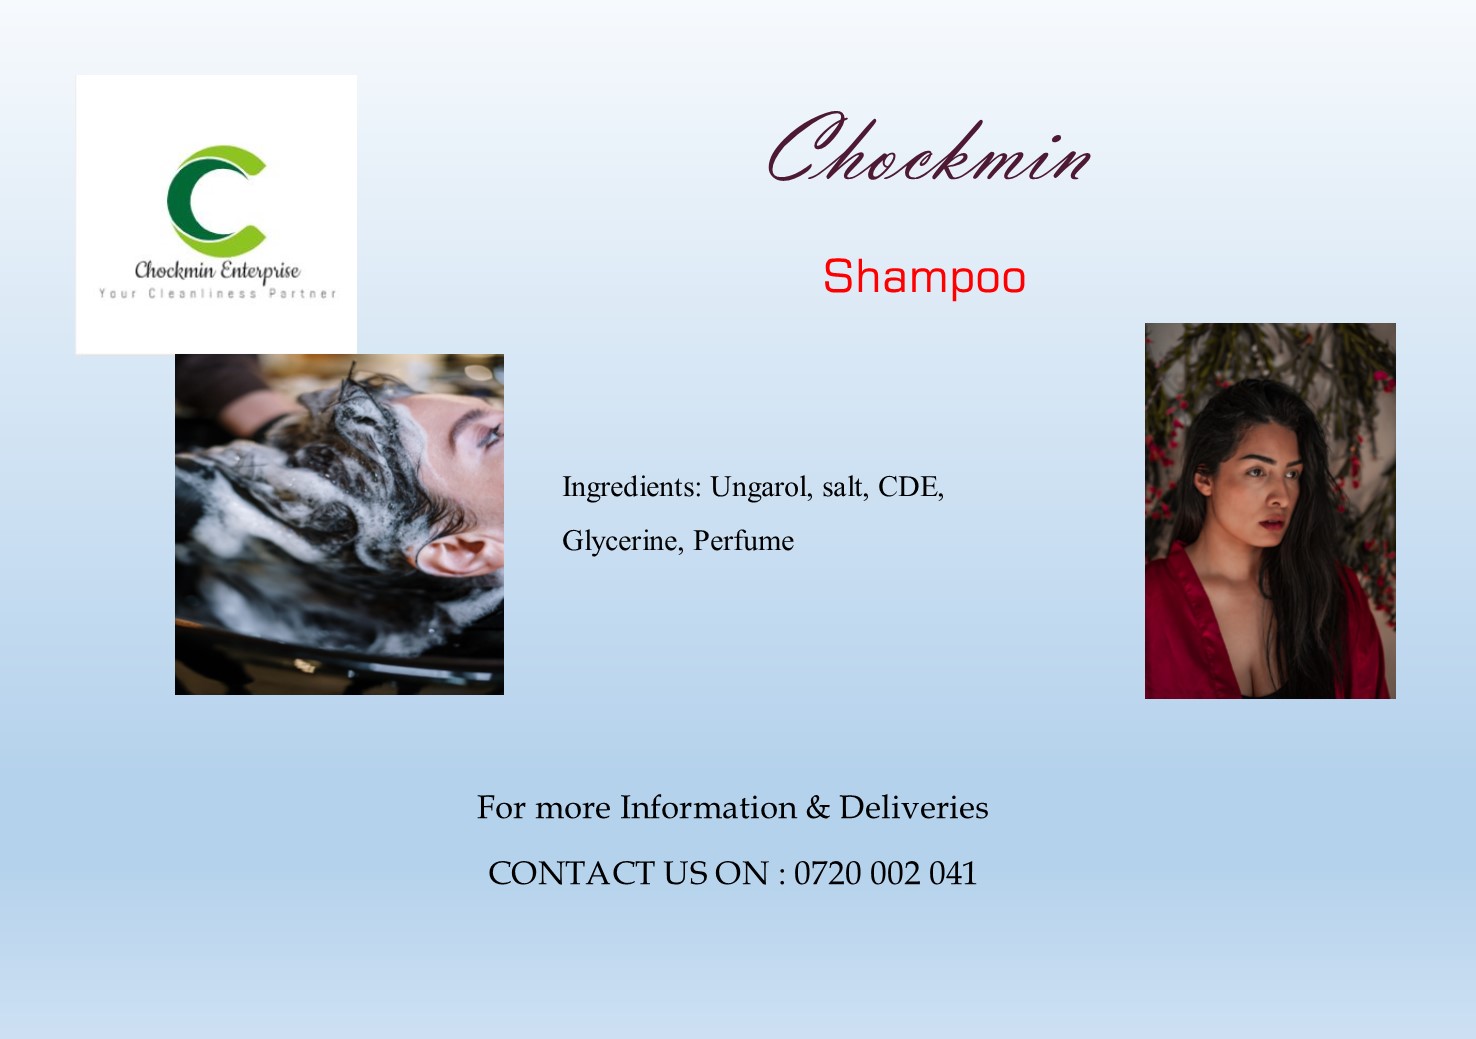 Chockmin Enterprise
Your Cleanliness Partner
Chockmin
Shampoo
Ingredients: Ungarol, salt, CDE,
Glycerine, Perfume
For more Information & Deliveries
CONTACT US ON : 0720 002 041